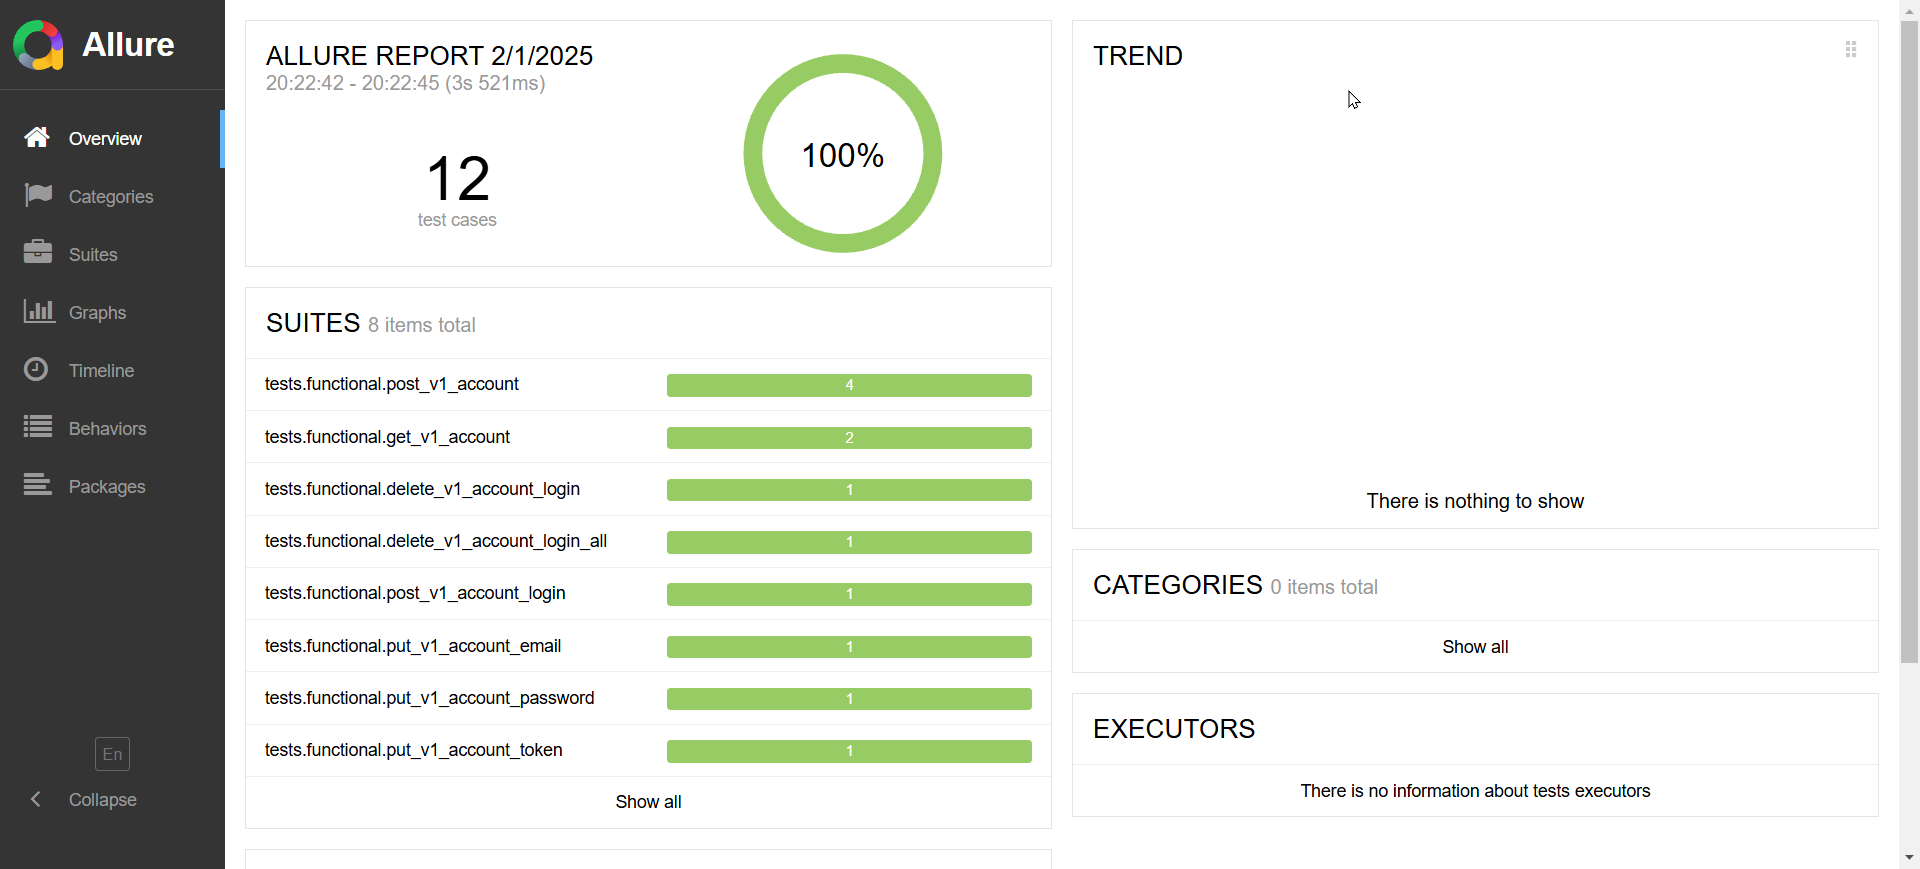 Allure
Overview
Categories
Suites
Graphs
Timeline
Behaviors
Packages
En
Collapse
ALLURE REPORT 2/1/2025
20:22:42 - 20:22:45 (3s 521ms)
12
test cases
100%
SUITES 8 items total
tests.functional.post_v1_account 4
tests.functional.get_v1_account 2
tests.functional.delete_v1_account_login 1
tests.functional.delete_v1_account_login_all 1
tests.functional.post_v1_account_login 1
tests.functional.put_v1_account_email 1
tests.functional.put_v1_account_password 1
tests.functional.put_v1_account_token 1
Show all
TREND
There is nothing to show
CATEGORIES 0 items total
Show all
EXECUTORS
There is no information about tests executors